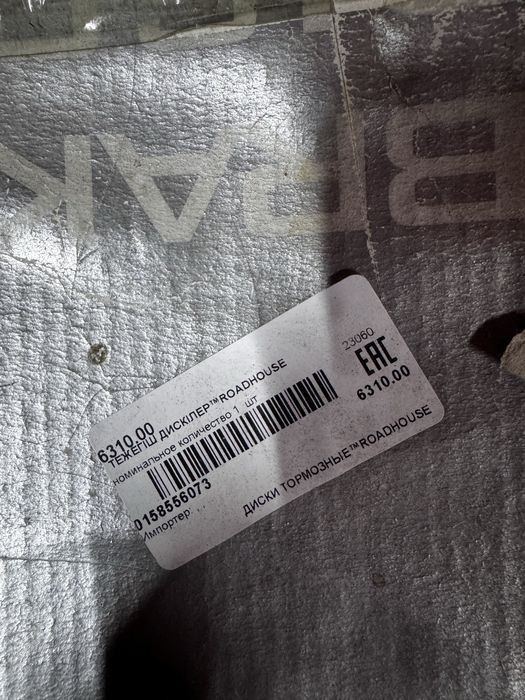 BRAK
23060
EAC
6310.00
6310.00
ТЕЖЕГІШ ДИСКІЛЕР™ROADHOUSE
номинальное количество 1 шт
0158556073
Импортер: ..
ДИСКИ ТОРМОЗНЫЕ™ROADHOUSE